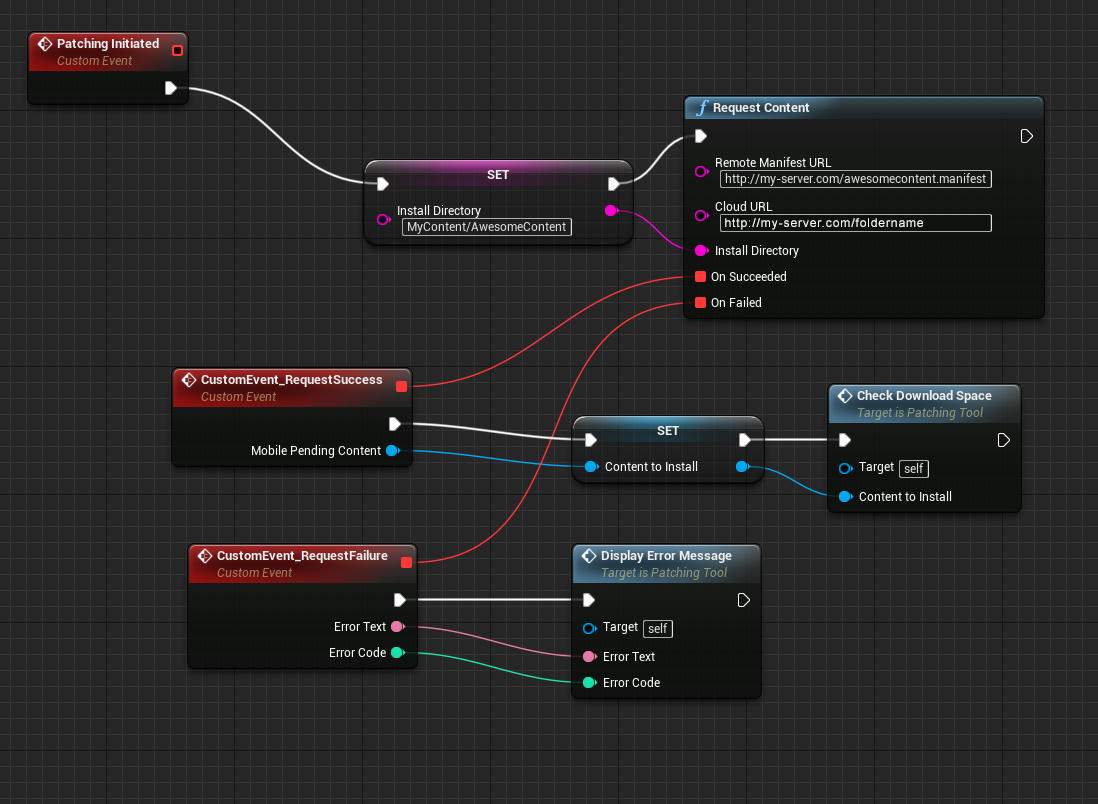 Patching Initiated
Custom Event
SET
Install Directory
MyContent/AwesomeContent
f Request Content
Remote Manifest URL
http://my-server.com/awesomecontent.manifest
Cloud URL
http://my-server.com/foldername
Install Directory
On Succeeded
On Failed
CustomEvent_RequestSuccess
Custom Event
Mobile Pending Content
SET
Content to Install
Check Download Space
Target is Patching Tool
Target self
Content to Install
CustomEvent_RequestFailure
Custom Event
Error Text
Error Code
Display Error Message
Target is Patching Tool
Target self
Error Text
Error Code